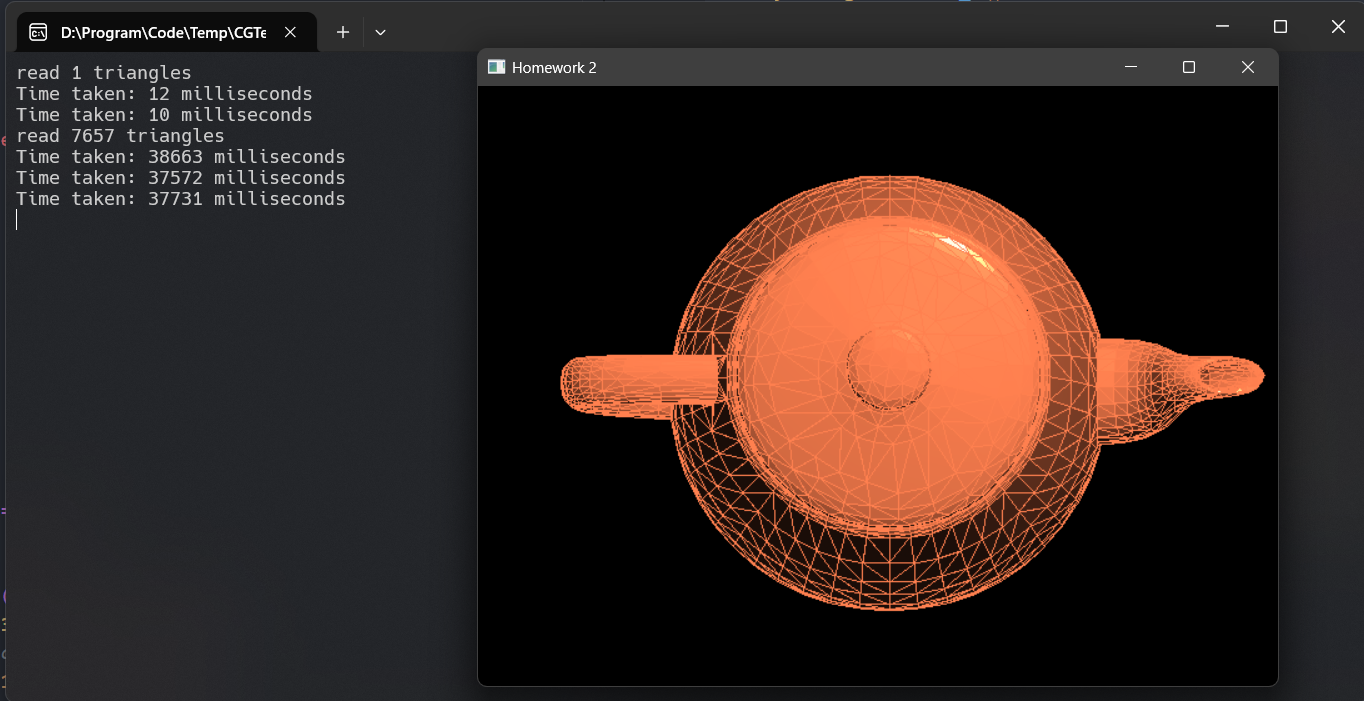 D:\Program\Code\Temp\CGTe
Homework 2
read 1 triangles
Time taken: 12 milliseconds
Time taken: 10 milliseconds
read 7657 triangles
Time taken: 38663 milliseconds
Time taken: 37572 milliseconds
Time taken: 37731 milliseconds